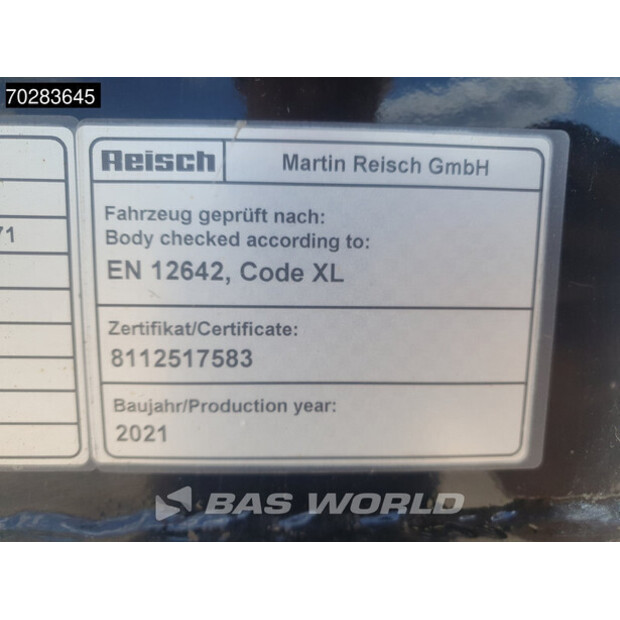 70283645
Reisch Martin Reisch GmbH
Fahrzeug geprüft nach:
71
Body checked according to:
EN 12642, Code XL
Zertifikat/Certificate:
8112517583
Baujahr/Production year:
2021
BAS WORLD